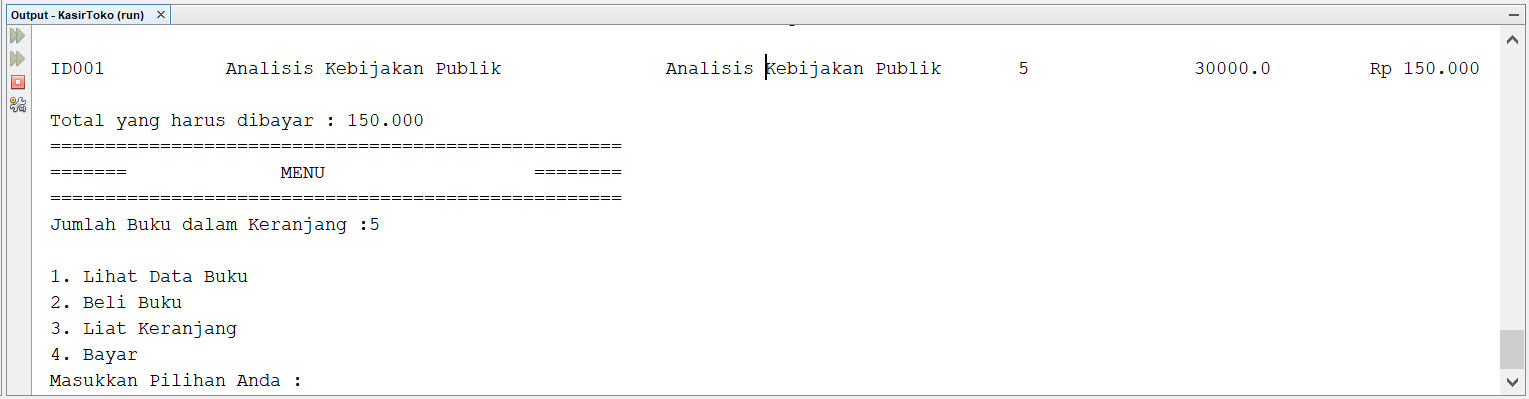 Output - KasirToko (run)
ID001 Analisis Kebijakan Publik Analisis Kebijakan Publik 5 30000.0 Rp 150.000
Total yang harus dibayar : 150.000
====================================================
======= MENU ========
====================================================
Jumlah Buku dalam Keranjang :5
1. Lihat Data Buku
2. Beli Buku
3. Liat Keranjang
4. Bayar
Masukkan Pilihan Anda :